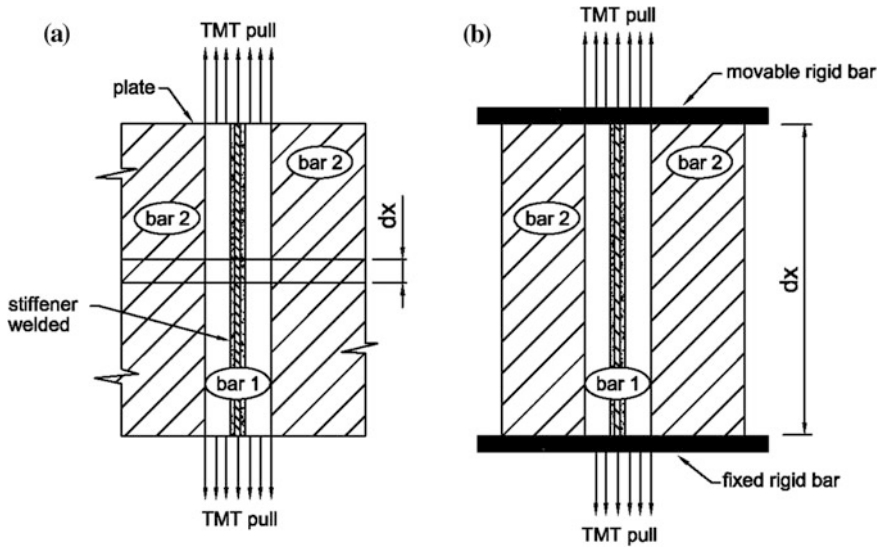 (a)
TMT pull
plate
bar 2
bar 2
dx
stiffener
welded
bar 1
TMT pull
(b)
TMT pull
movable rigid bar
bar 2
bar 2
dx
bar 1
fixed rigid bar
TMT pull